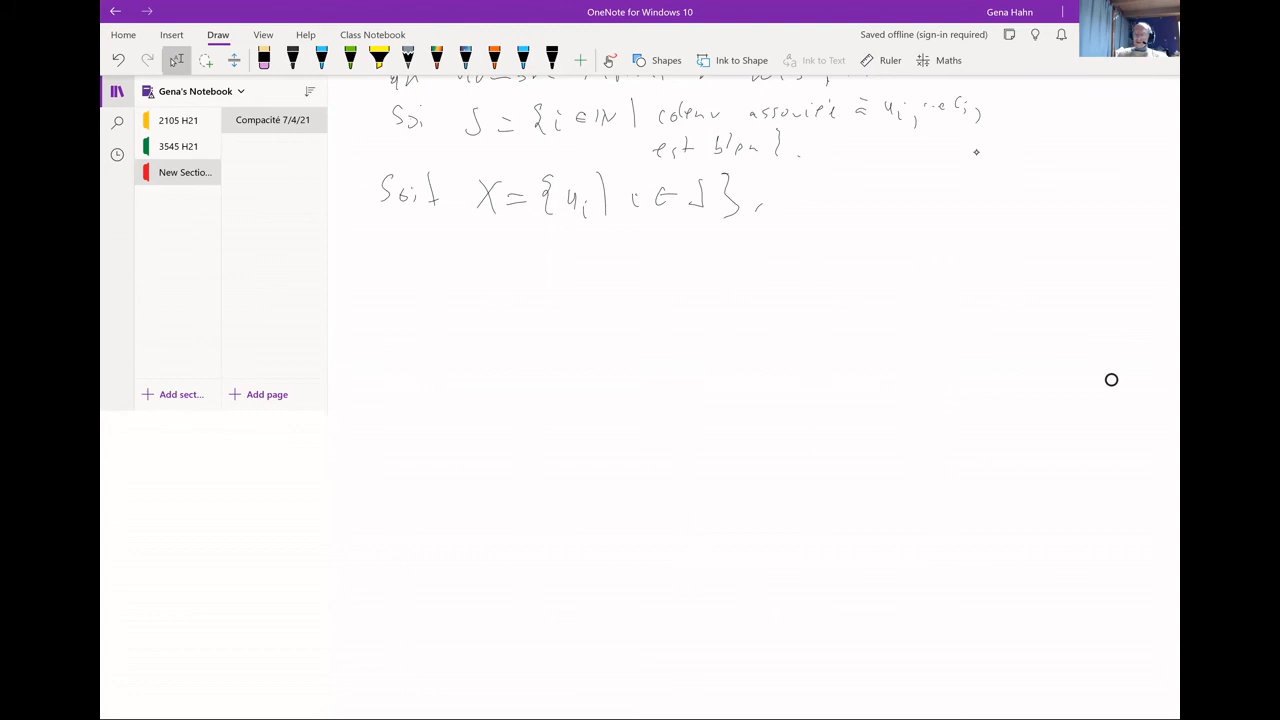 OneNote for Windows 10
Gena Hahn
Home Insert Draw View Help Class Notebook
Saved offline (sign-in required)
Shapes Ink to Shape Ink to Text Ruler Maths
Gena's Notebook
2105 H21
Compacité 7/4/21
3545 H21
New Sectio...
Soi J = {i ∈ ℕ | couleur associée à u_i,
est bleu}.
Soit X = {u_i | i ∈ J},
Add sect...
Add page